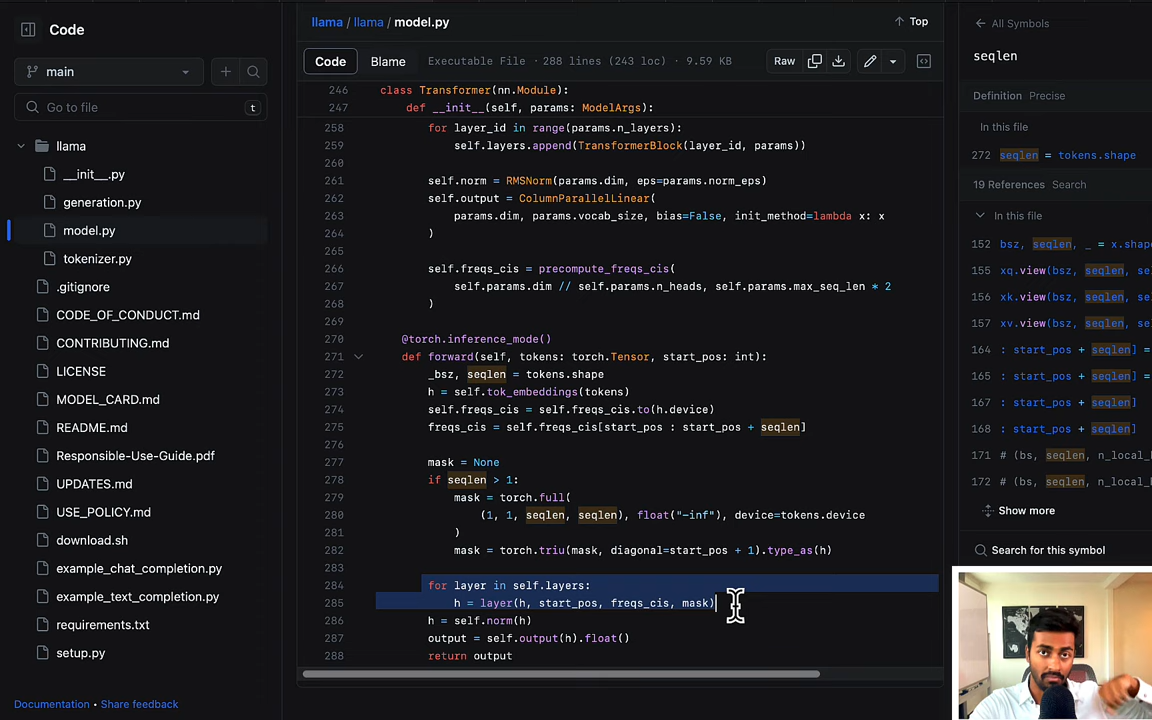 Code
main
Go to file
t
llama
__init__.py
generation.py
model.py
tokenizer.py
.gitignore
CODE_OF_CONDUCT.md
CONTRIBUTING.md
LICENSE
MODEL_CARD.md
README.md
Responsible-Use-Guide.pdf
UPDATES.md
USE_POLICY.md
download.sh
example_chat_completion.py
example_text_completion.py
requirements.txt
setup.py
Documentation • Share feedback
llama / llama / model.py
Top
Code Blame Executable File · 288 lines (243 loc) · 9.59 KB Raw
246 class Transformer(nn.Module):
247 def __init__(self, params: ModelArgs):
258 for layer_id in range(params.n_layers):
259 self.layers.append(TransformerBlock(layer_id, params))
260
261 self.norm = RMSNorm(params.dim, eps=params.norm_eps)
262 self.output = ColumnParallelLinear(
263 params.dim, params.vocab_size, bias=False, init_method=lambda x: x
264 )
265
266 self.freqs_cis = precompute_freqs_cis(
267 self.params.dim // self.params.n_heads, self.params.max_seq_len * 2
268 )
269
270 @torch.inference_mode()
271 def forward(self, tokens: torch.Tensor, start_pos: int):
272 _bsz, seqlen = tokens.shape
273 h = self.tok_embeddings(tokens)
274 self.freqs_cis = self.freqs_cis.to(h.device)
275 freqs_cis = self.freqs_cis[start_pos : start_pos + seqlen]
276
277 mask = None
278 if seqlen > 1:
279 mask = torch.full(
280 (1, 1, seqlen, seqlen), float("-inf"), device=tokens.device
281 )
282 mask = torch.triu(mask, diagonal=start_pos + 1).type_as(h)
283
284 for layer in self.layers:
285 h = layer(h, start_pos, freqs_cis, mask)
286 h = self.norm(h)
287 output = self.output(h).float()
288 return output
All Symbols
seqlen
Definition Precise
In this file
272 seqlen = tokens.shape
19 References Search
In this file
152 bsz, seqlen, _ = x.shap
155 xq.view(bsz, seqlen, se
156 xk.view(bsz, seqlen, se
157 xv.view(bsz, seqlen, se
164 : start_pos + seqlen] =
165 : start_pos + seqlen] =
167 : start_pos + seqlen]
168 : start_pos + seqlen]
171 # (bs, seqlen, n_local_
172 # (bs, seqlen, n_local_
Show more
Search for this symbol